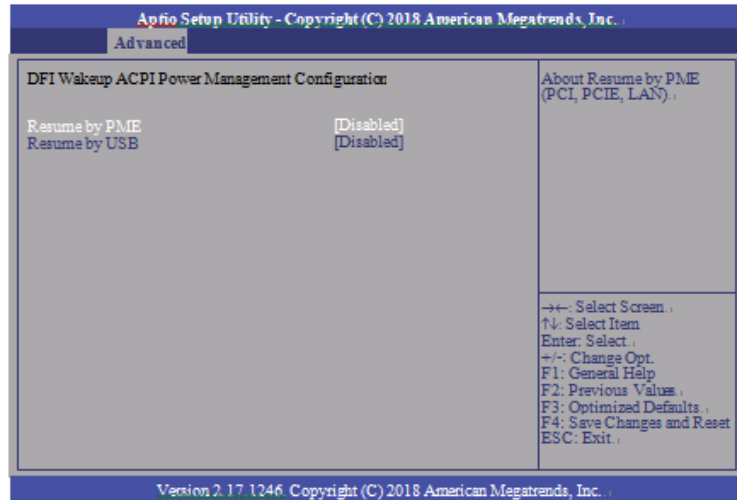 Aptio Setup Utility - Copyright (C) 2018 American Megatrends, Inc.
Advanced
DFI Wakeup ACPI Power Management Configuration
Resume by PME [Disabled]
Resume by USB [Disabled]
About Resume by PME
(PCI, PCIE, LAN).
→←: Select Screen.
↑↓: Select Item
Enter: Select.
+/-: Change Opt.
F1: General Help
F2: Previous Values.
F3: Optimized Defaults.
F4: Save Changes and Reset
ESC: Exit.
Version 2.17.1246. Copyright (C) 2018 American Megatrends, Inc.